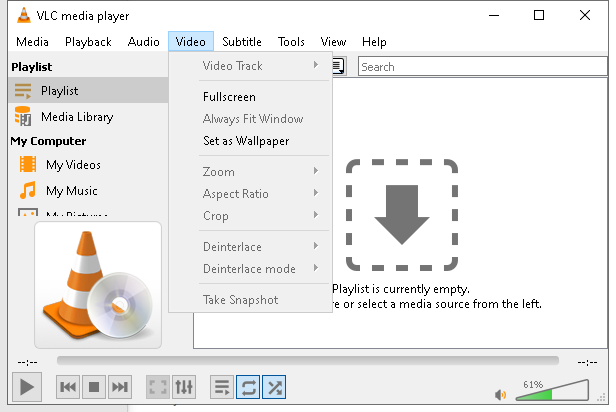 VLC media player
Media Playback Audio Video Subtitle Tools View Help
Playlist
Playlist
Media Library
My Computer
My Videos
My Music
My Pictures
Video Track
Fullscreen
Always Fit Window
Set as Wallpaper
Zoom
Aspect Ratio
Crop
Deinterlace
Deinterlace mode
Take Snapshot
Search
Playlist is currently empty.
re or select a media source from the left.
--:-- --:--
61%